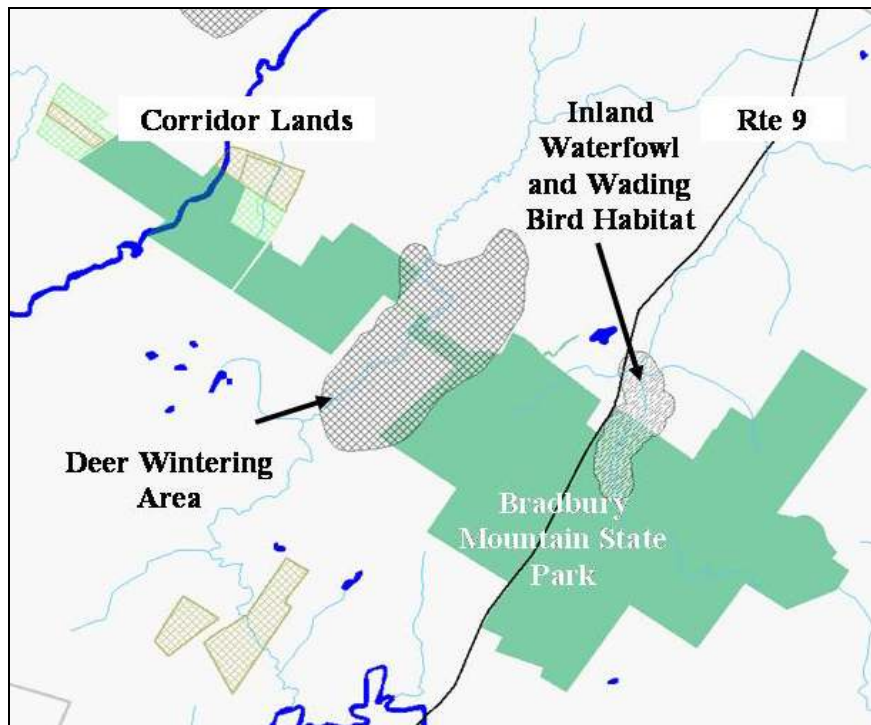 Corridor Lands
Inland
Waterfowl
and Wading
Bird Habitat
Rte 9
Deer Wintering
Area
Bradbury
Mountain State
Park